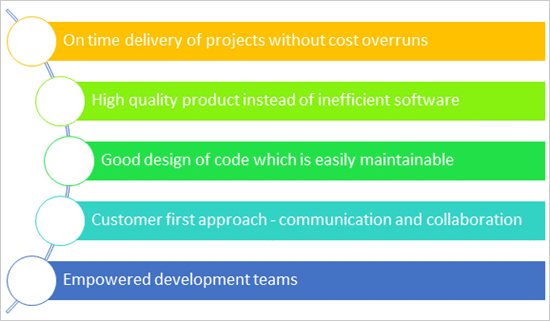 On time delivery of projects without cost overruns
High quality product instead of inefficient software
Good design of code which is easily maintainable
Customer first approach - communication and collaboration
Empowered development teams